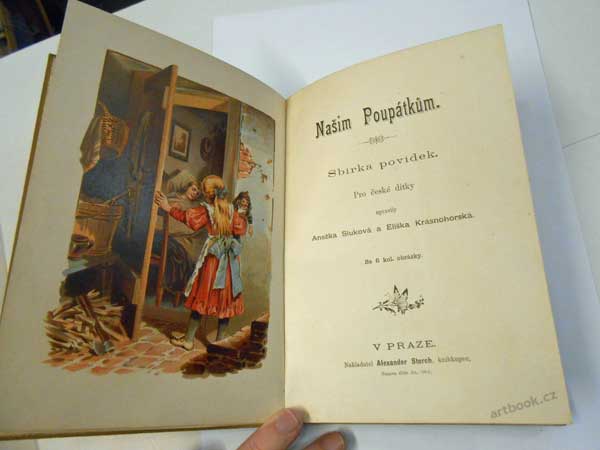 Našim Poupátkům.
Sbírka povídek.
Pro české dítky
upravily
Anežka Sluková a Eliška Krásnohorská.
Se 6 kol. obrázky.
V PRAZE.
Nakladatel Alexander Storch, knihkupec,
artbook.cz